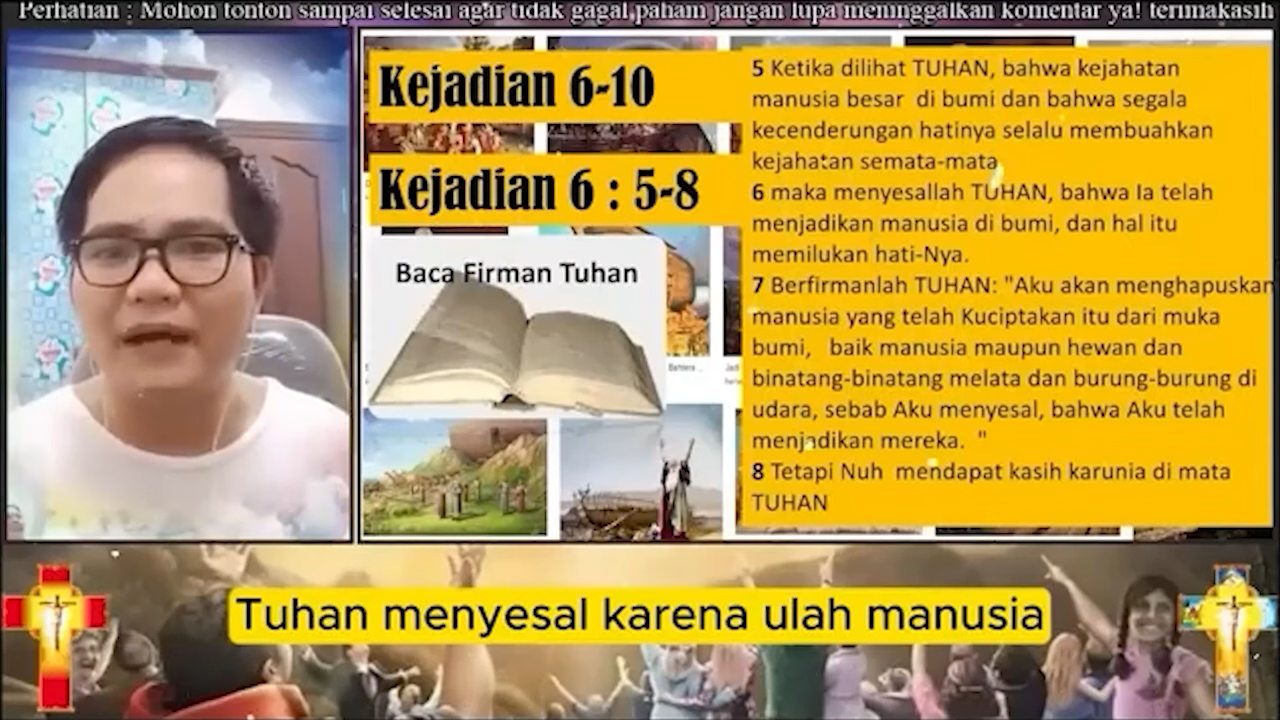 Perhatian : Mohon tonton sampai selesai agar tidak gagal paham jangan lupa meninggalkan komentar ya! terimakasih
Kejadian 6-10
Kejadian 6 : 5-8
Baca Firman Tuhan
5 Ketika dilihat TUHAN, bahwa kejahatan
manusia besar di bumi dan bahwa segala
kecenderungan hatinya selalu membuahkan
kejahatan semata-mata
6 maka menyesallah TUHAN, bahwa Ia telah
menjadikan manusia di bumi, dan hal itu
memilukan hati-Nya.
7 Berfirmanlah TUHAN: "Aku akan menghapuskan
manusia yang telah Kuciptakan itu dari muka
bumi, baik manusia maupun hewan dan
binatang-binatang melata dan burung-burung di
udara, sebab Aku menyesal, bahwa Aku telah
menjadikan mereka. "
8 Tetapi Nuh mendapat kasih karunia di mata
TUHAN
Tuhan menyesal karena ulah manusia